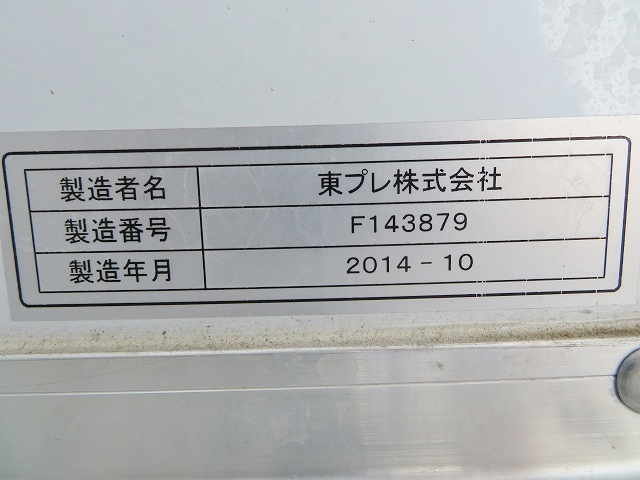 製造者名 東プレ株式会社
製造番号 F143879
製造年月 2014-10